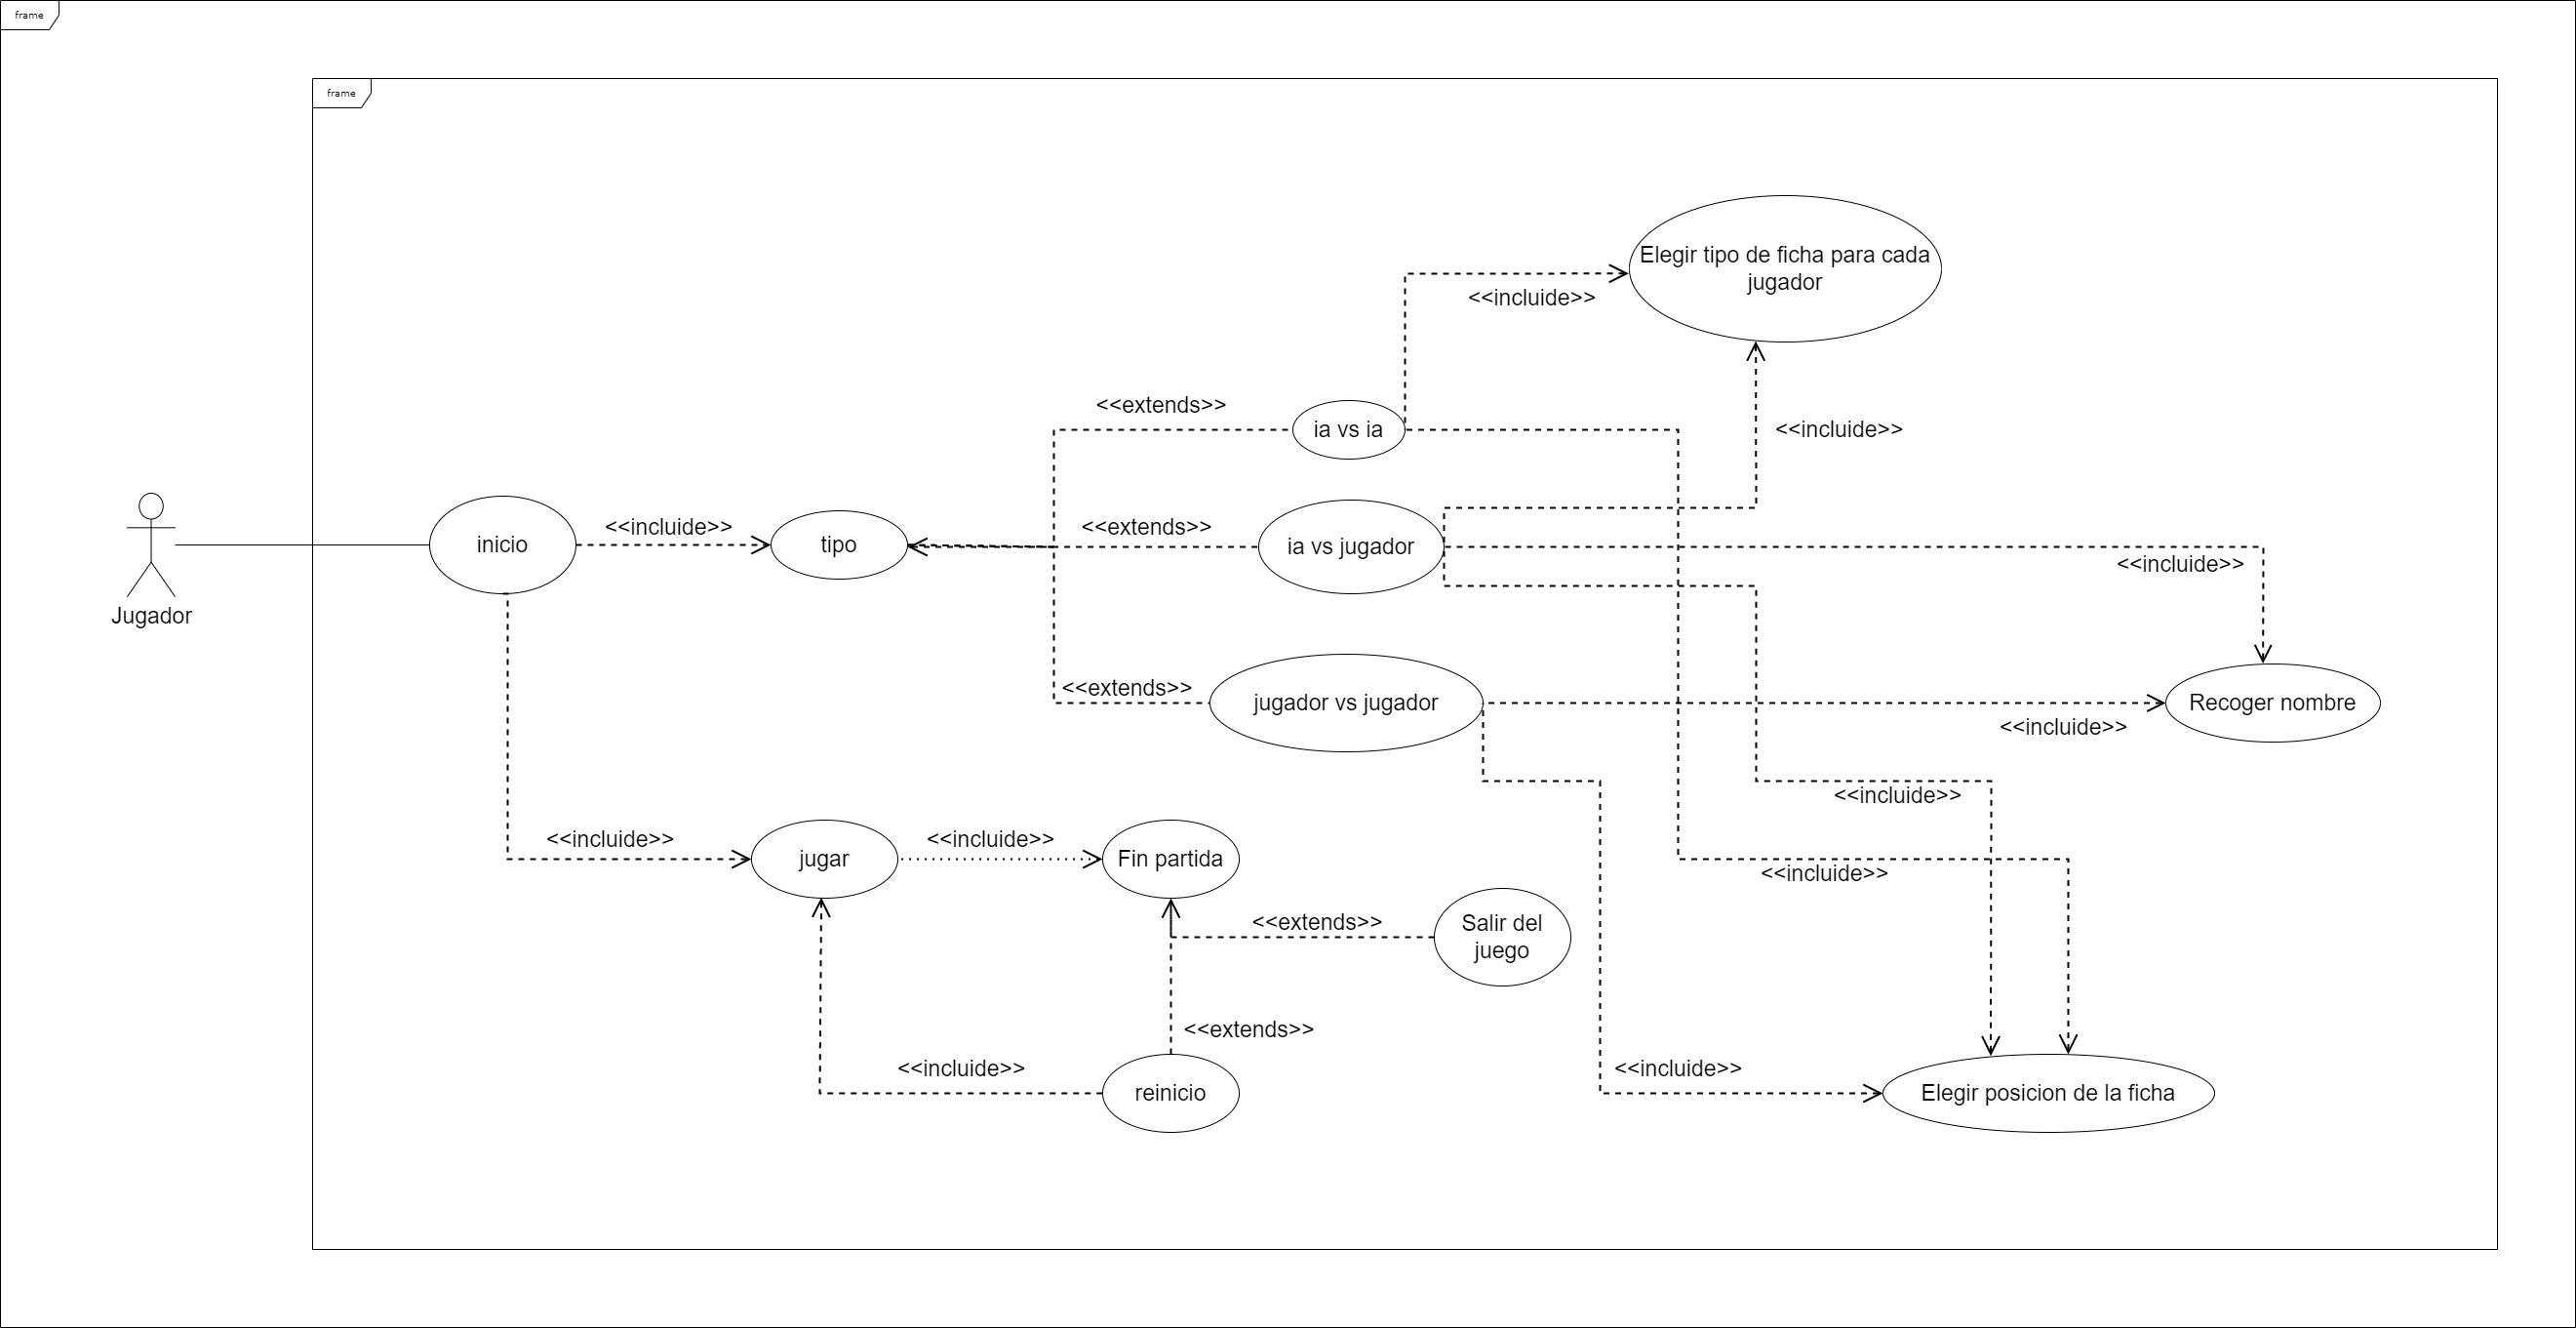 frame
frame
Elegir tipo de ficha para cada
jugador
<<incluide>>
<<extends>>
ia vs ia
<<incluide>>
Jugador
inicio
<<incluide>>
tipo
<<extends>>
ia vs jugador
<<incluide>>
<<extends>>
jugador vs jugador
<<incluide>>
Recoger nombre
<<incluide>>
<<incluide>>
jugar
<<incluide>>
Fin partida
<<incluide>>
<<extends>>
Salir del
juego
<<extends>>
<<incluide>>
reinicio
<<incluide>>
Elegir posicion de la ficha